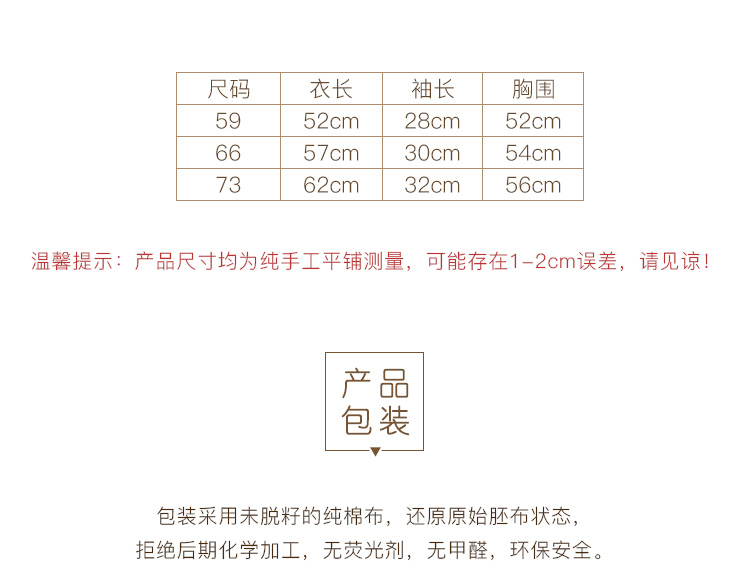 尺码 衣长 袖长 胸围
59 52cm 28cm 52cm
66 57cm 30cm 54cm
73 62cm 32cm 56cm
温馨提示：产品尺寸均为纯手工平铺测量，可能存在1-2cm误差，请见谅！
产品
包装
包装采用未脱籽的纯棉布，还原原始胚布状态，
拒绝后期化学加工，无荧光剂，无甲醛，环保安全。